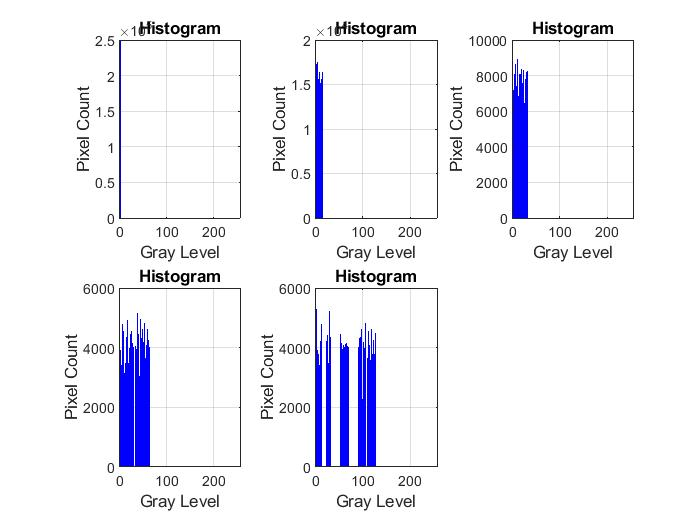 Histogram
2.5
2
1.5
1
0.5
0
0 100 200
Pixel Count
Gray Level
Histogram
2
1.5
1
0.5
0
0 100 200
Pixel Count
Gray Level
Histogram
10000
8000
6000
4000
2000
0
0 100 200
Pixel Count
Gray Level
Histogram
6000
4000
2000
0
0 100 200
Pixel Count
Gray Level
Histogram
6000
4000
2000
0
0 100 200
Pixel Count
Gray Level